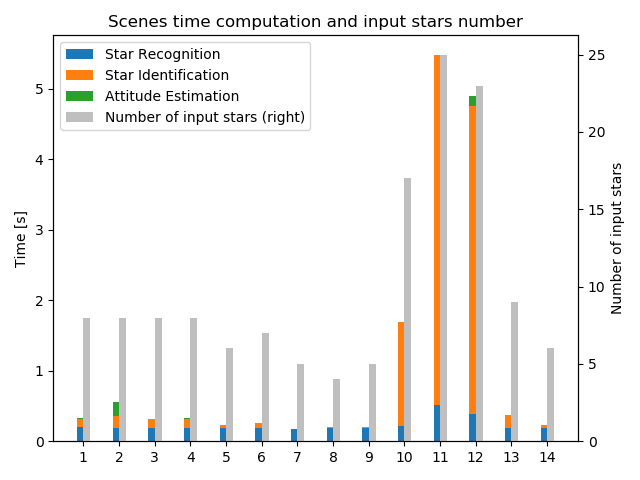 Scenes time computation and input stars number
Star Recognition
Star Identification
Attitude Estimation
Number of input stars (right)
Time [s]
5
4
3
2
1
0
Number of input stars
25
20
15
10
5
0
1 2 3 4 5 6 7 8 9 10 11 12 13 14